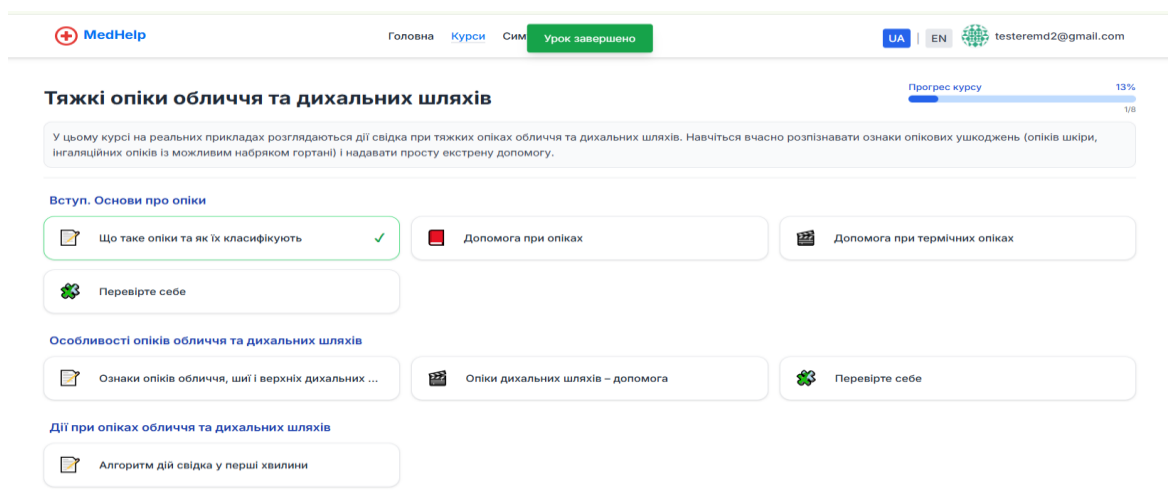 MedHelp
Головна Курси Сим
Урок завершено
UA | EN
testeremd2@gmail.com
Тяжкі опіки обличчя та дихальних шляхів
Прогрес курсу 13%
1/8
У цьому курсі на реальних прикладах розглядаються дії свідка при тяжких опіках обличчя та дихальних шляхів. Навчіться вчасно розпізнавати ознаки опікових ушкоджень (опіків шкіри,
інгаляційних опіків із можливим набряком гортані) і надавати просту екстрену допомогу.
Вступ. Основи про опіки
Що таке опіки та як їх класифікують
Допомога при опіках
Допомога при термічних опіках
Перевірте себе
Особливості опіків обличчя та дихальних шляхів
Ознаки опіків обличчя, шиї і верхніх дихальних ...
Опіки дихальних шляхів – допомога
Перевірте себе
Дії при опіках обличчя та дихальних шляхів
Алгоритм дій свідка у перші хвилини